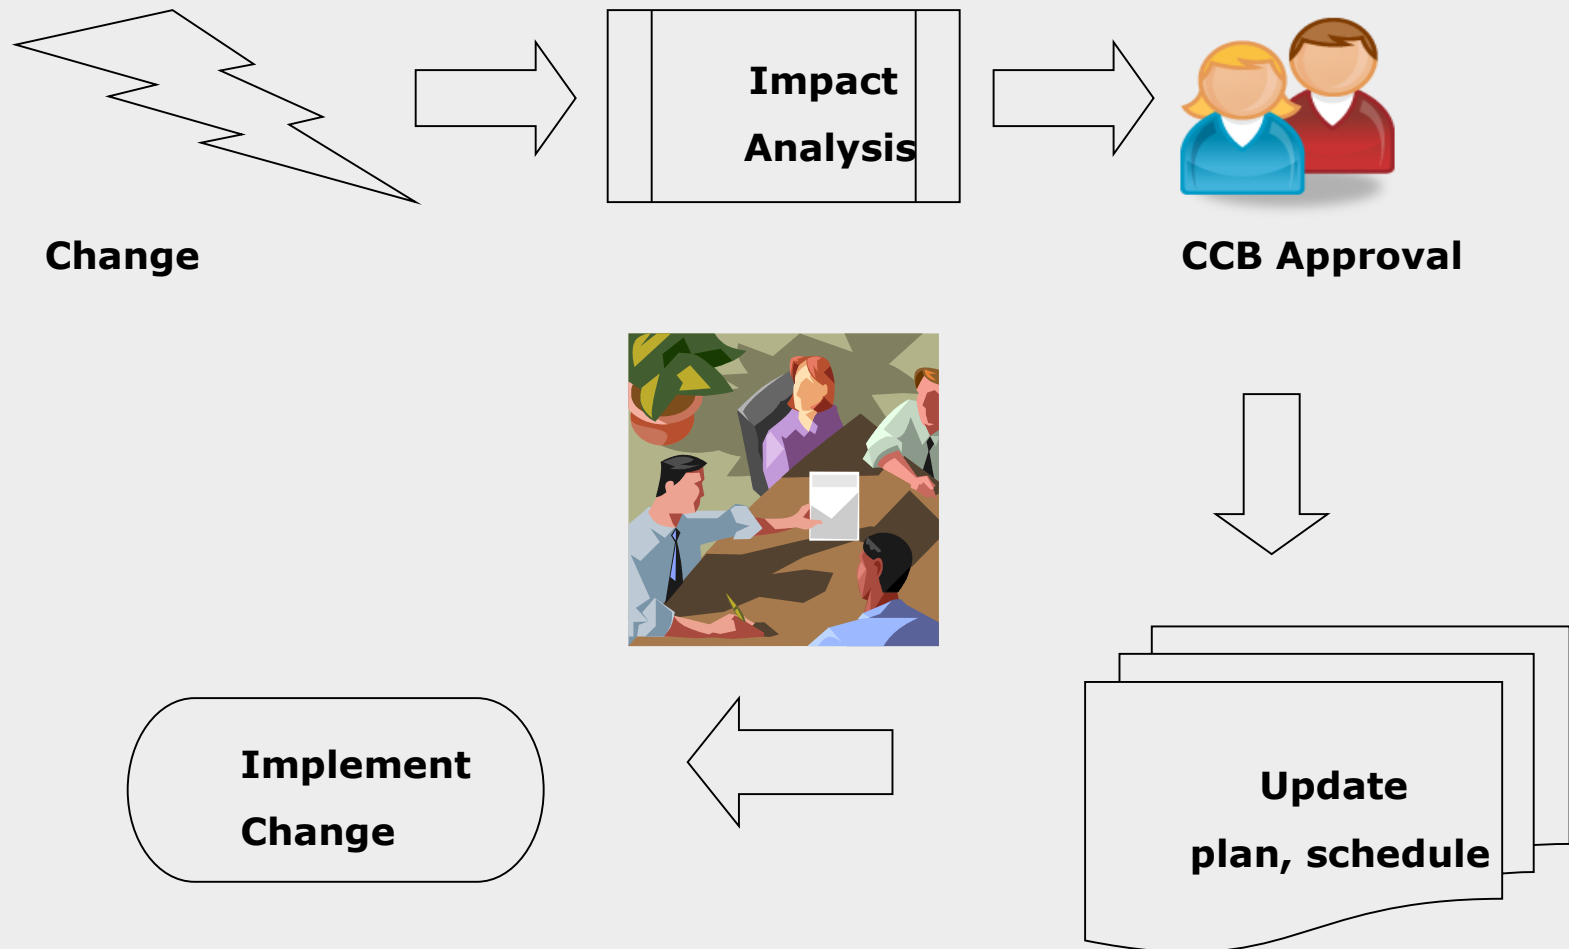 Impact
Analysis
Change
CCB Approval
Implement
Change
Update
plan, schedule